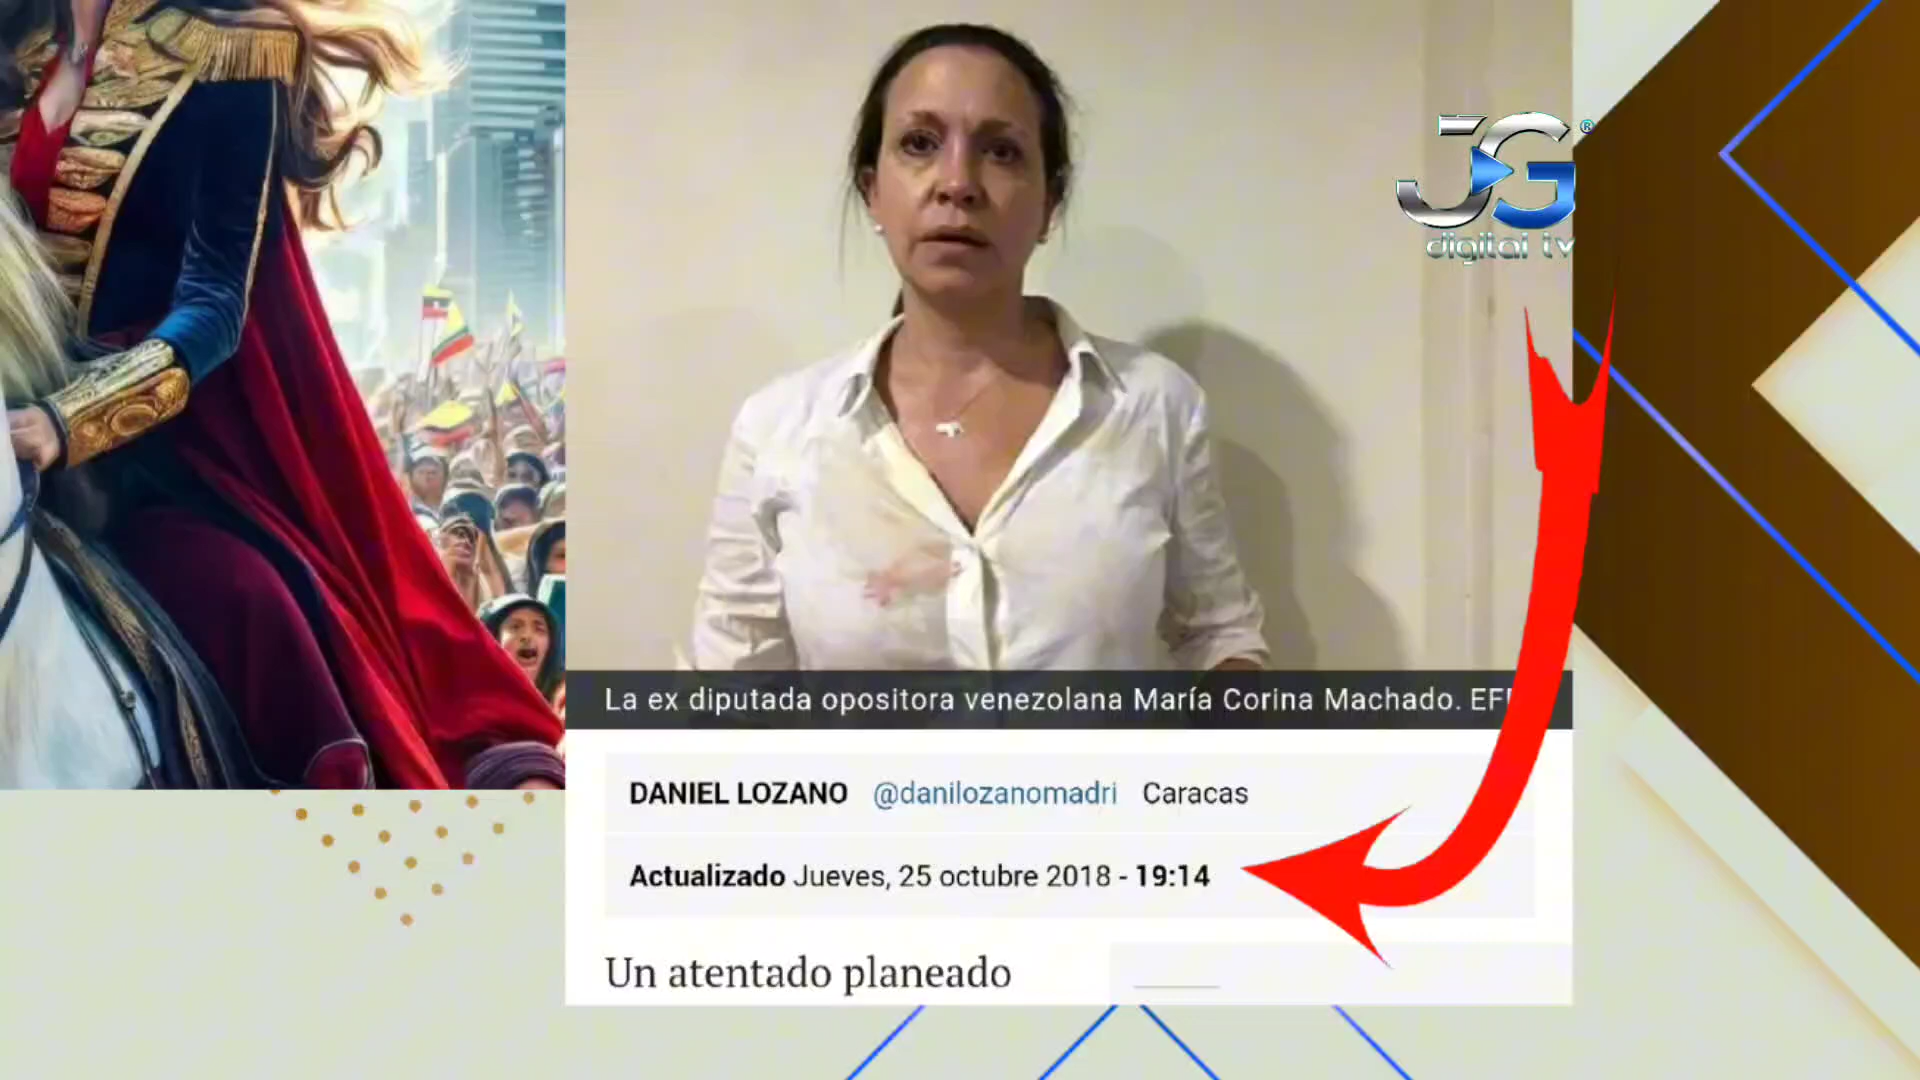 JG ®
digital tv
La ex diputada opositora venezolana María Corina Machado. EF
DANIEL LOZANO @danilozanomadri Caracas
Actualizado Jueves, 25 octubre 2018 - 19:14
Un atentado planeado